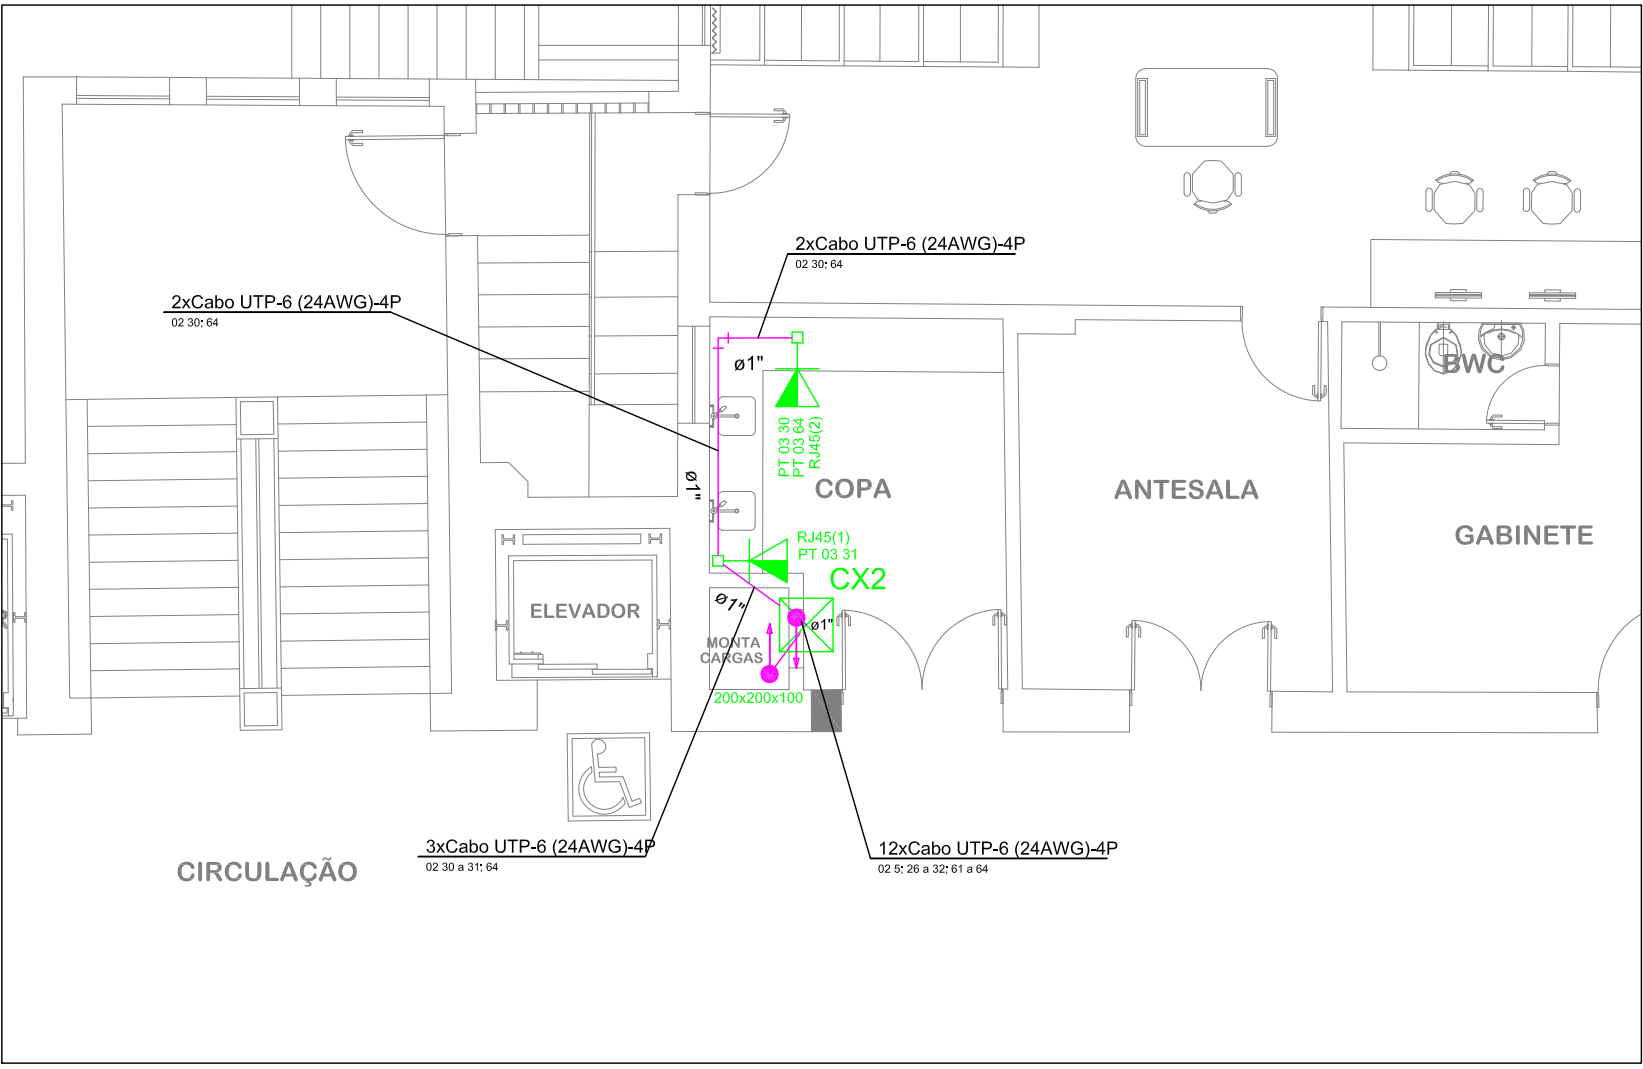 2xCabo UTP-6 (24AWG)-4P
02 30; 64
2xCabo UTP-6 (24AWG)-4P
02 30; 64
BWC
ø1"
PT 03 30
PT 03 64
RJ45(2)
ø1"
COPA
ANTESALA
GABINETE
RJ45(1)
PT 03 31
CX2
ø1"
ELEVADOR
ø1"
MONTA
CARGAS
200x200x100
3xCabo UTP-6 (24AWG)-4P
02 30 a 31; 64
12xCabo UTP-6 (24AWG)-4P
02 5; 26 a 32; 61 a 64
CIRCULAÇÃO